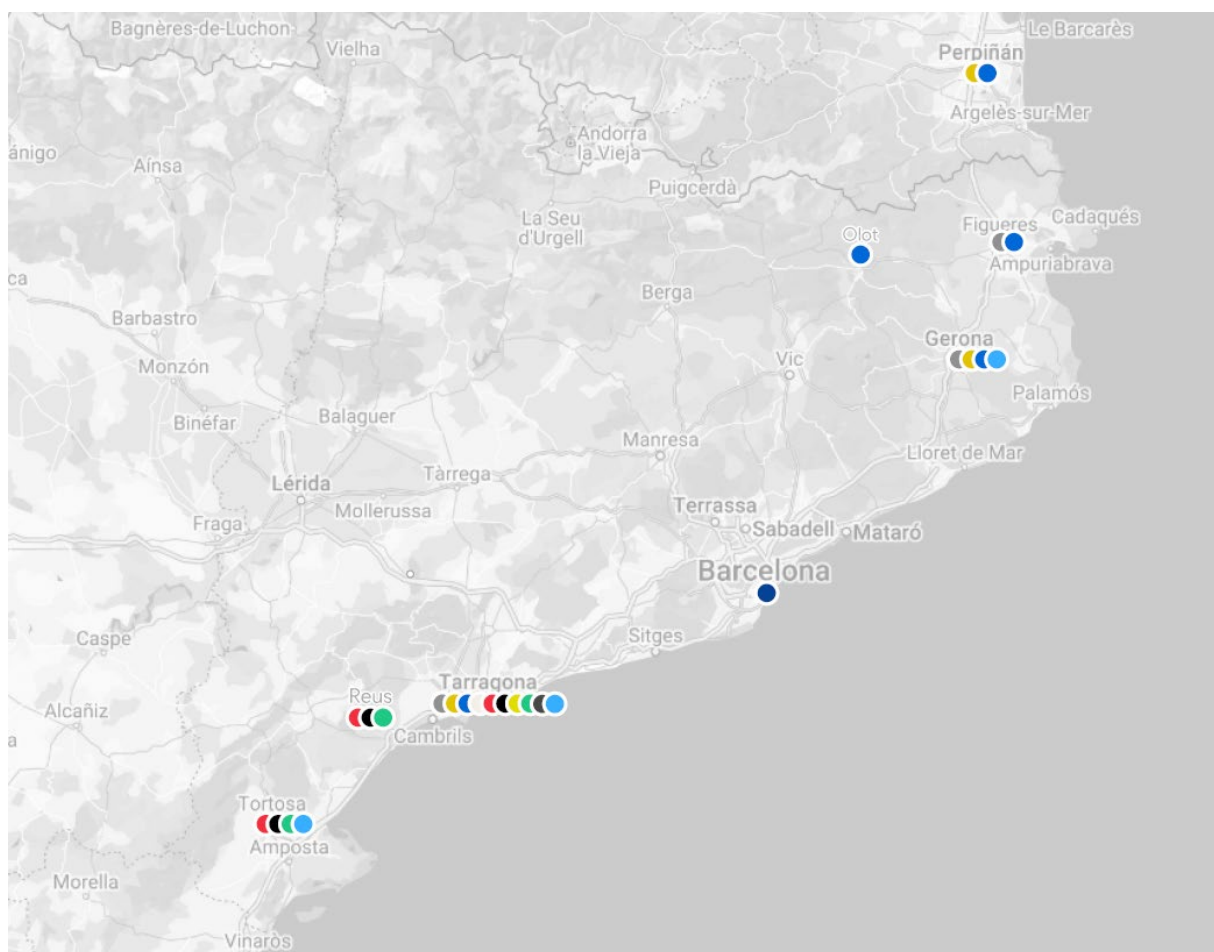 Bagnères-de-Luchon
Le Barcarès
Vielha
Perpiñán
Argelès-sur-Mer
Andorra
la Vieja
ánigo
Aínsa
Puigcerdà
La Seu
d'Urgell
Cadaqués
Figueres
Olot
Ampuriabrava
ca
Berga
Barbastro
Gerona
Vic
Monzón
Palamós
Binéfar
Balaguer
Manresa
Lloret de Mar
Tàrrega
Lérida
Terrassa
Mollerussa
Fraga
Sabadell
Mataró
Barcelona
Caspe
Sitges
Tarragona
Reus
Alcañiz
Cambrils
a
Tortosa
Amposta
Morella
Vinaròs